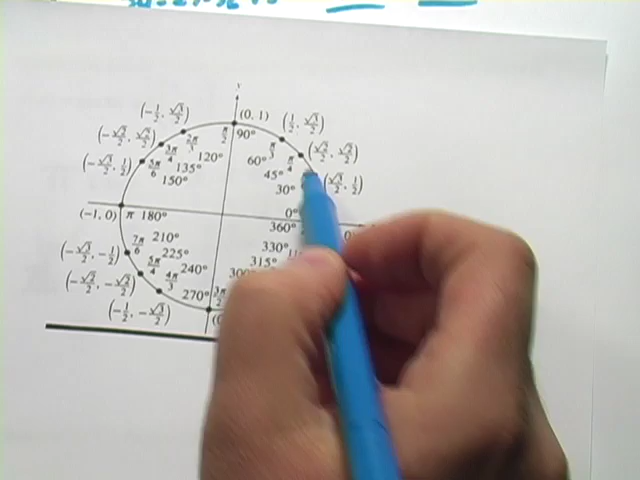 y
(0, 1)
(-1/2, √3/2)
(1/2, √3/2)
(-√2/2, √2/2)
(√2/2, √2/2)
(-√3/2, 1/2)
(√3/2, 1/2)
π/2
90°
2π/3
π/3
3π/4
120°
60°
π/4
5π/6
135°
45°
150°
30°
(-1, 0)
π 180°
0°
360°
7π/6
210°
330°
(-√3/2, -1/2)
5π/4
225°
315°
(-√2/2, -√2/2)
4π/3
240°
270°
3π/2
(-1/2, -√3/2)